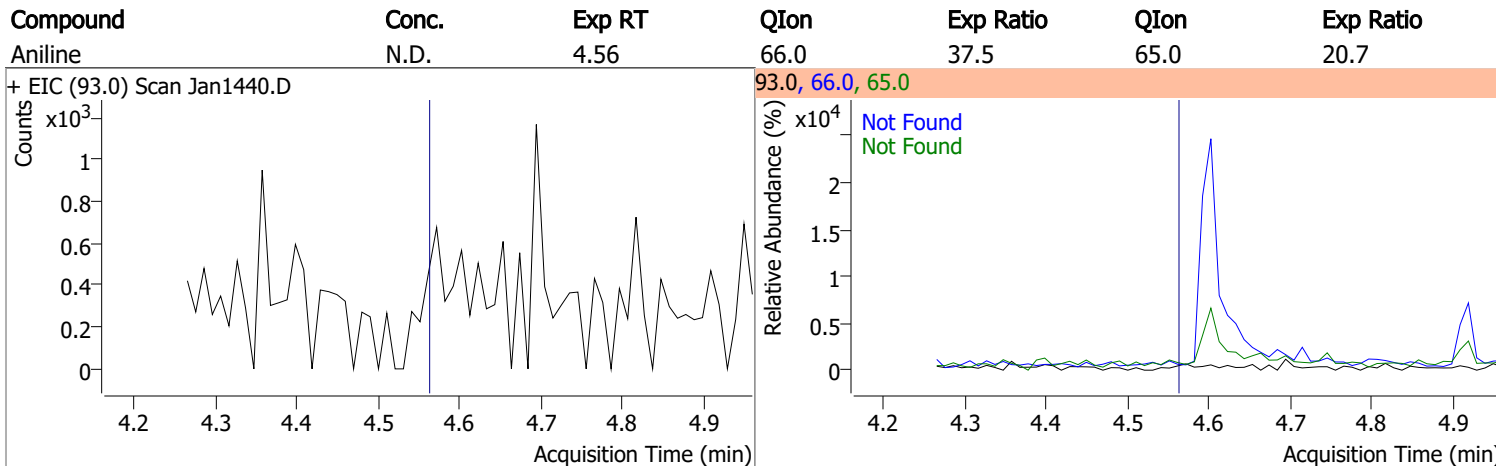 Compound Conc. Exp RT QIon Exp Ratio QIon Exp Ratio
Aniline N.D. 4.56 66.0 37.5 65.0 20.7
+ EIC (93.0) Scan Jan1440.D
Counts
x10³
1
0.8
0.6
0.4
0.2
0
4.2 4.3 4.4 4.5 4.6 4.7 4.8 4.9
Acquisition Time (min)
93.0, 66.0, 65.0
Relative Abundance (%)
x10⁴
Not Found
Not Found
2
1.5
1
0.5
0
4.2 4.3 4.4 4.5 4.6 4.7 4.8 4.9
Acquisition Time (min)